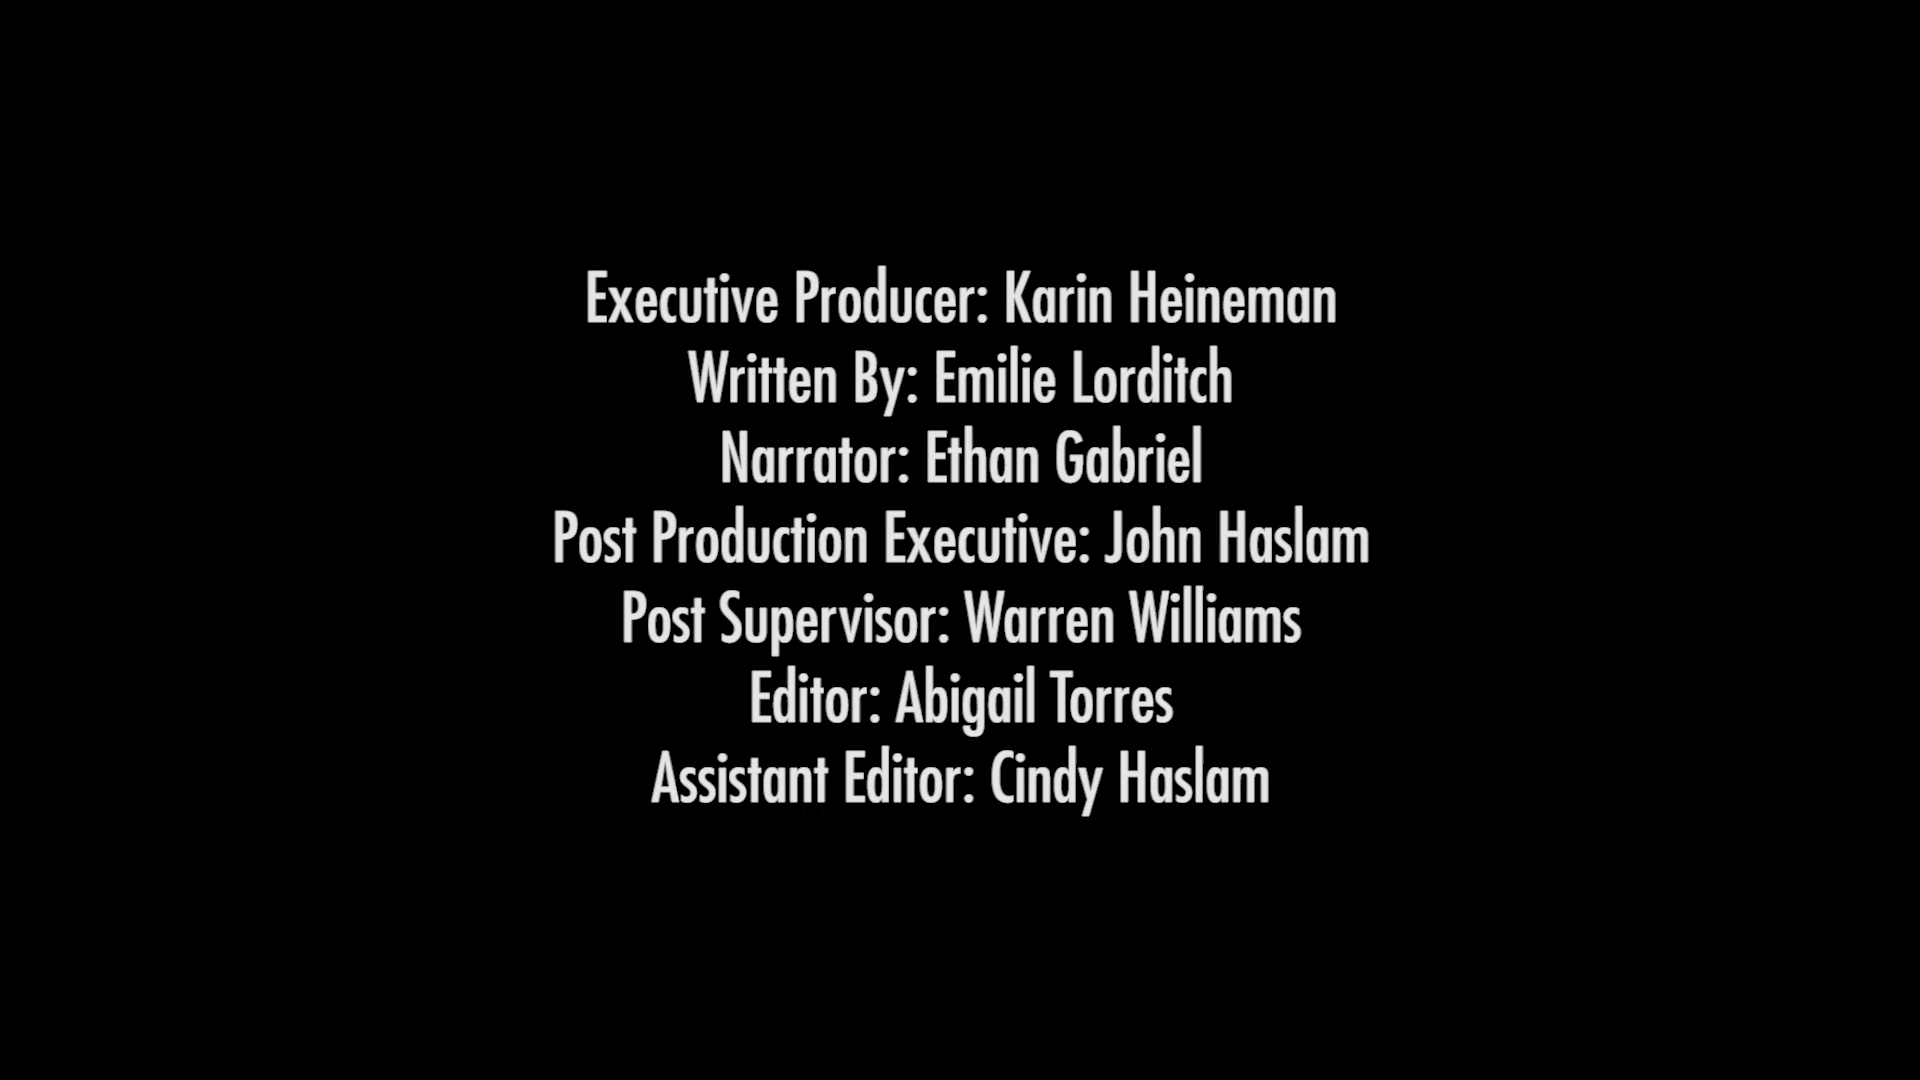 Executive Producer: Karin Heineman
Written By: Emilie Lorditch
Narrator: Ethan Gabriel
Post Production Executive: John Haslam
Post Supervisor: Warren Williams
Editor: Abigail Torres
Assistant Editor: Cindy Haslam